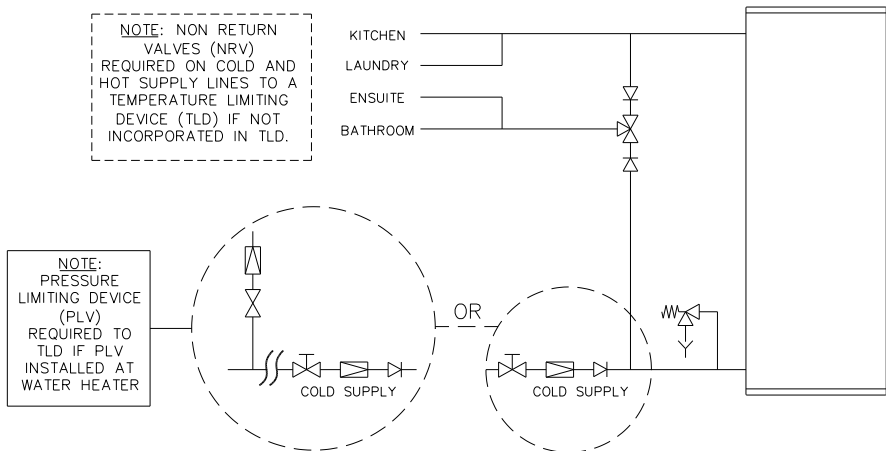 NOTE: NON RETURN
VALVES (NRV)
REQUIRED ON COLD AND
HOT SUPPLY LINES TO A
TEMPERATURE LIMITING
DEVICE (TLD) IF NOT
INCORPORATED IN TLD.
KITCHEN
LAUNDRY
ENSUITE
BATHROOM
NOTE:
PRESSURE
LIMITING DEVICE
(PLV)
REQUIRED TO
TLD IF PLV
INSTALLED AT
WATER HEATER
OR
COLD SUPPLY
COLD SUPPLY